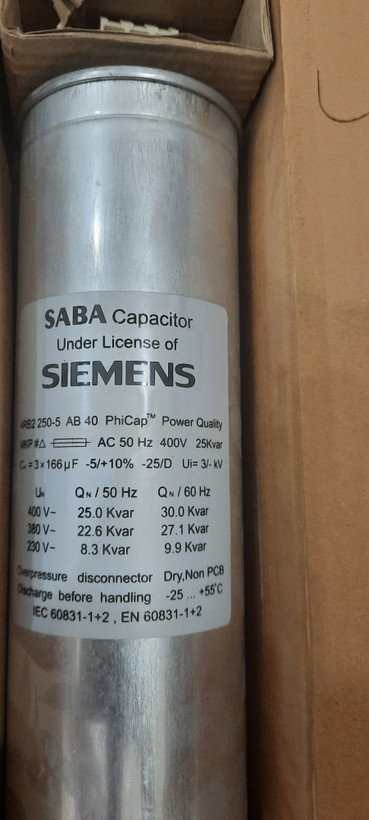 SABA Capacitor
Under License of
SIEMENS
4RB2 250-5 AB 40 PhiCap™ Power Quality
MKP #△ AC 50 Hz 400V 25Kvar
Cₙ = 3×166µF -5/+10% -25/D Ui= 3/- kV
Uₙ Qₙ / 50 Hz Qₙ / 60 Hz
400 V~ 25.0 Kvar 30.0 Kvar
380 V~ 22.6 Kvar 27.1 Kvar
230 V~ 8.3 Kvar 9.9 Kvar
Overpressure disconnector Dry,Non PCB
Discharge before handling -25 ... +55°C
IEC 60831-1+2 , EN 60831-1+2